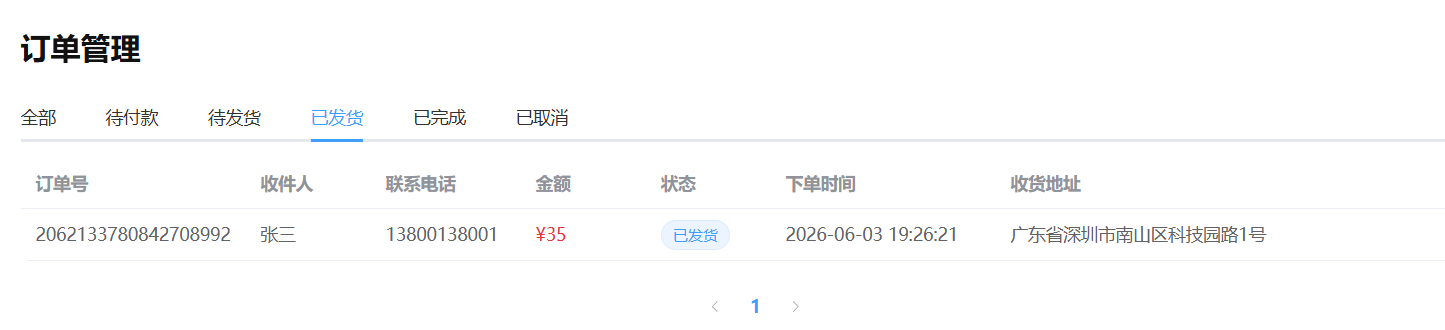 订单管理
全部 待付款 待发货 已发货 已完成 已取消
订单号 收件人 联系电话 金额 状态 下单时间 收货地址
2062133780842708992 张三 13800138001 ¥35 已发货 2026-06-03 19:26:21 广东省深圳市南山区科技园路1号
1